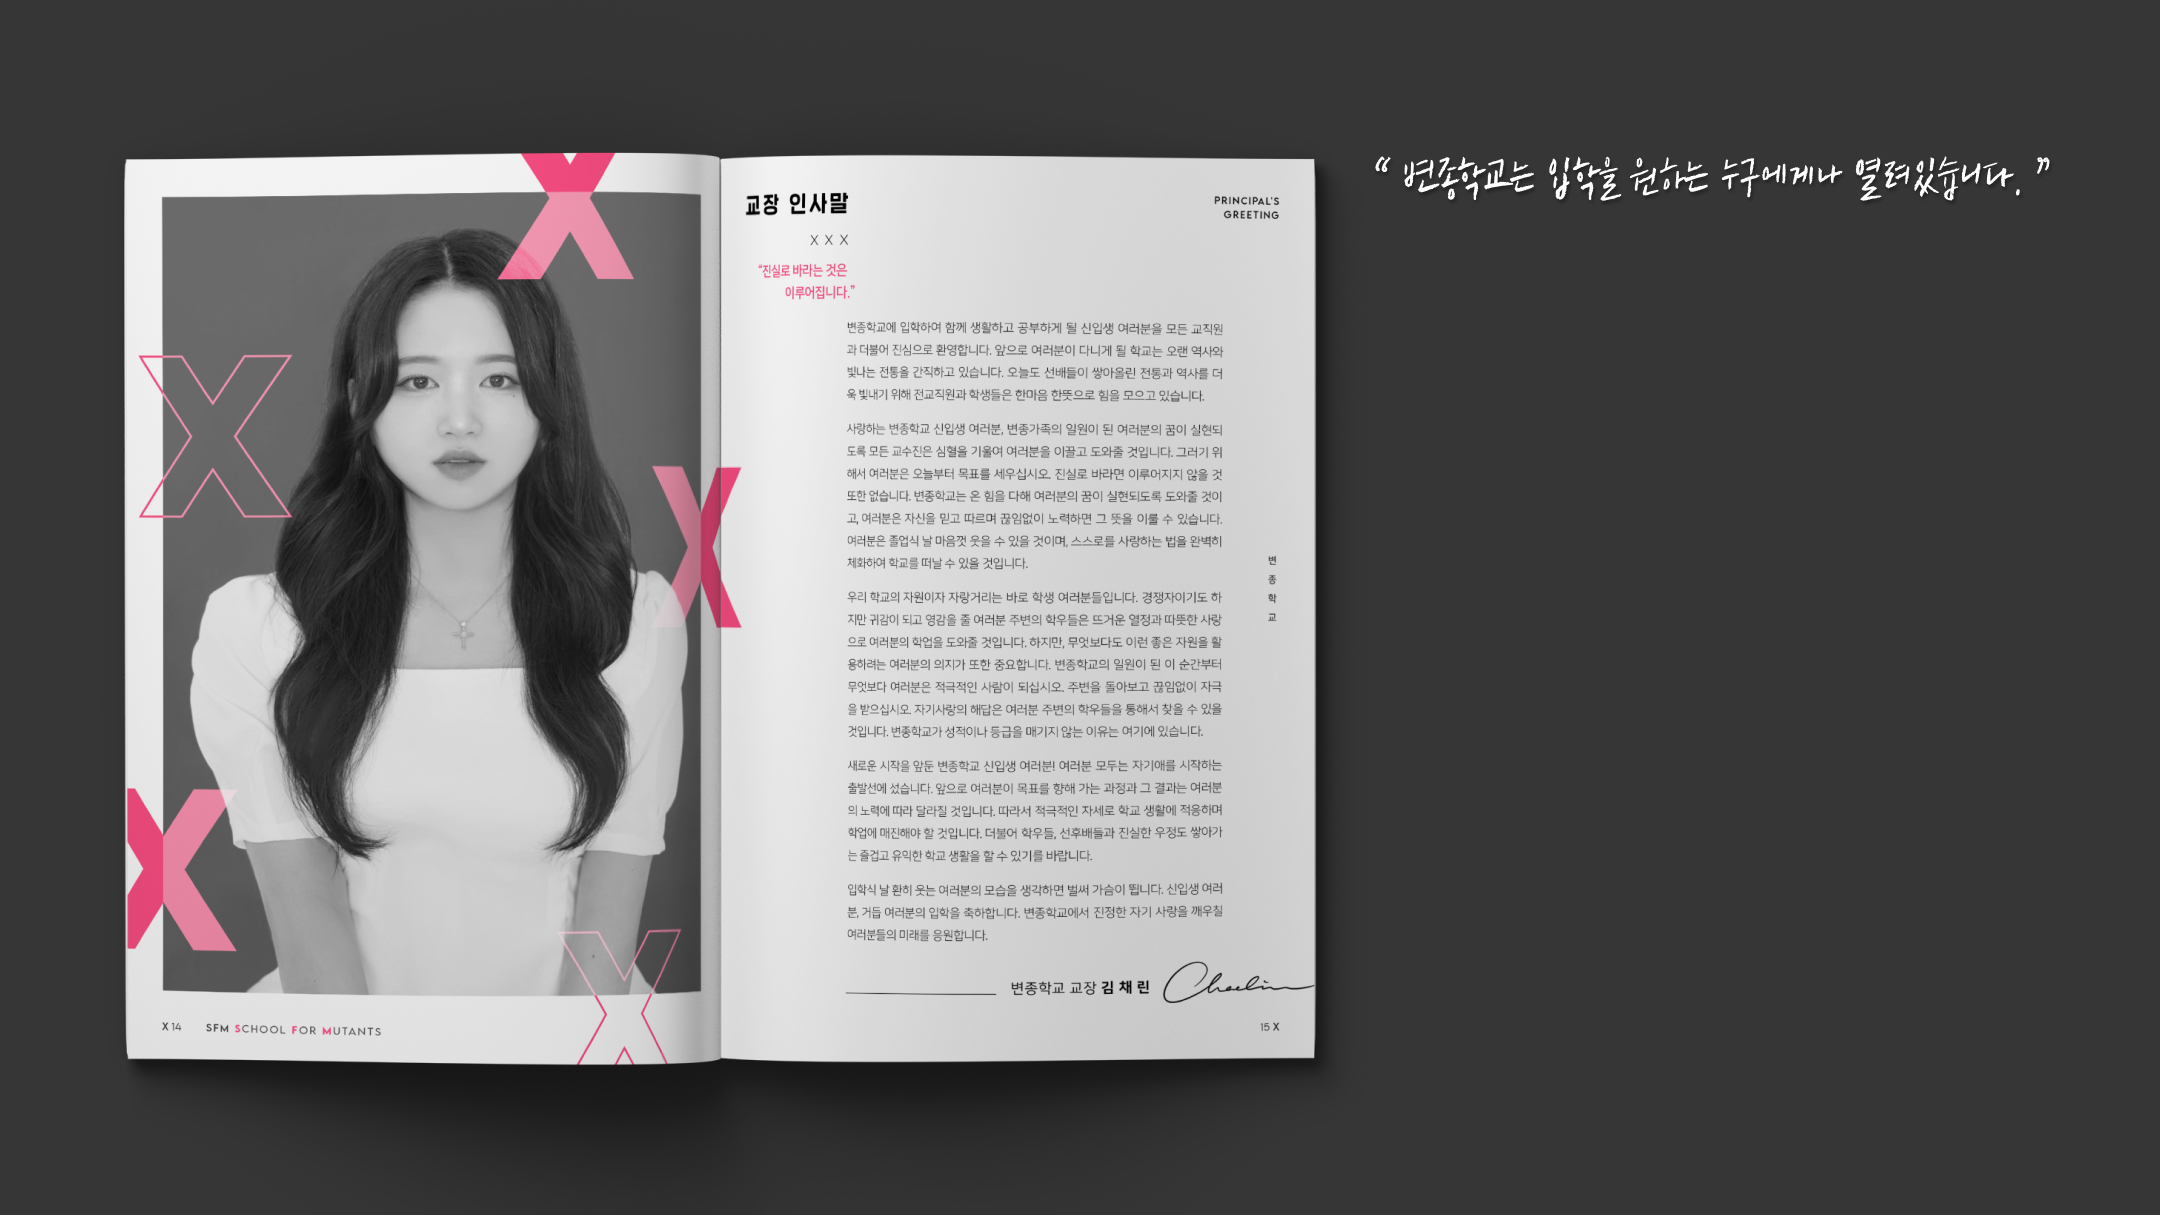 교장 인사말
X X X
“진실로 바라는 것은
이루어집니다.”
PRINCIPAL'S
GREETING
변종학교에 입학하여 함께 생활하고 공부하게 될 신입생 여러분을 모든 교직원
과 더불어 진심으로 환영합니다. 앞으로 여러분이 다니게 될 학교는 오랜 역사와
빛나는 전통을 간직하고 있습니다. 오늘도 선배들이 쌓아올린 전통과 역사를 더
욱 빛내기 위해 전교직원과 학생들은 한마음 한뜻으로 힘을 모으고 있습니다.
사랑하는 변종학교 신입생 여러분, 변종가족의 일원이 된 여러분의 꿈이 실현되
도록 모든 교수진은 심혈을 기울여 여러분을 이끌고 도와줄 것입니다. 그러기 위
해서 여러분은 오늘부터 목표를 세우십시오. 진실로 바라면 이루어지지 않을 것
또한 없습니다. 변종학교는 온 힘을 다해 여러분의 꿈이 실현되도록 도와줄 것이
고, 여러분은 자신을 믿고 따르며 끊임없이 노력하면 그 뜻을 이룰 수 있습니다.
여러분은 졸업식 날 마음껏 웃을 수 있을 것이며, 스스로를 사랑하는 법을 완벽히
체화하여 학교를 떠날 수 있을 것입니다.
우리 학교의 자원이자 자랑거리는 바로 학생 여러분들입니다. 경쟁자이기도 하
지만 귀감이 되고 영감을 줄 여러분 주변의 학우들은 뜨거운 열정과 따뜻한 사랑
으로 여러분의 학업을 도와줄 것입니다. 하지만, 무엇보다도 이런 좋은 자원을 활
용하려는 여러분의 의지가 또한 중요합니다. 변종학교의 일원이 된 이 순간부터
무엇보다 여러분은 적극적인 사람이 되십시오. 주변을 돌아보고 끊임없이 자극
을 받으십시오. 자기사랑의 해답은 여러분 주변의 학우들을 통해서 찾을 수 있을
것입니다. 변종학교가 성적이나 등급을 매기지 않는 이유는 여기에 있습니다.
새로운 시작을 앞둔 변종학교 신입생 여러분! 여러분 모두는 자기애를 시작하는
출발선에 섰습니다. 앞으로 여러분이 목표를 향해 가는 과정과 그 결과는 여러분
의 노력에 따라 달라질 것입니다. 따라서 적극적인 자세로 학교 생활에 적응하며
학업에 매진해야 할 것입니다. 더불어 학우들, 선후배들과 진실한 우정도 쌓아가
는 즐겁고 유익한 학교 생활을 할 수 있기를 바랍니다.
입학식 날 환히 웃는 여러분의 모습을 생각하면 벌써 가슴이 뜁니다. 신입생 여러
분, 거듭 여러분의 입학을 축하합니다. 변종학교에서 진정한 자기 사랑을 깨우칠
여러분들의 미래를 응원합니다.
변종학교 교장 김채린 Chaelin
변
종
학
교
X 14 SFM SCHOOL FOR MUTANTS
15 X
“ 변종학교는 입학을 원하는 누구에게나 열려있습니다. ”